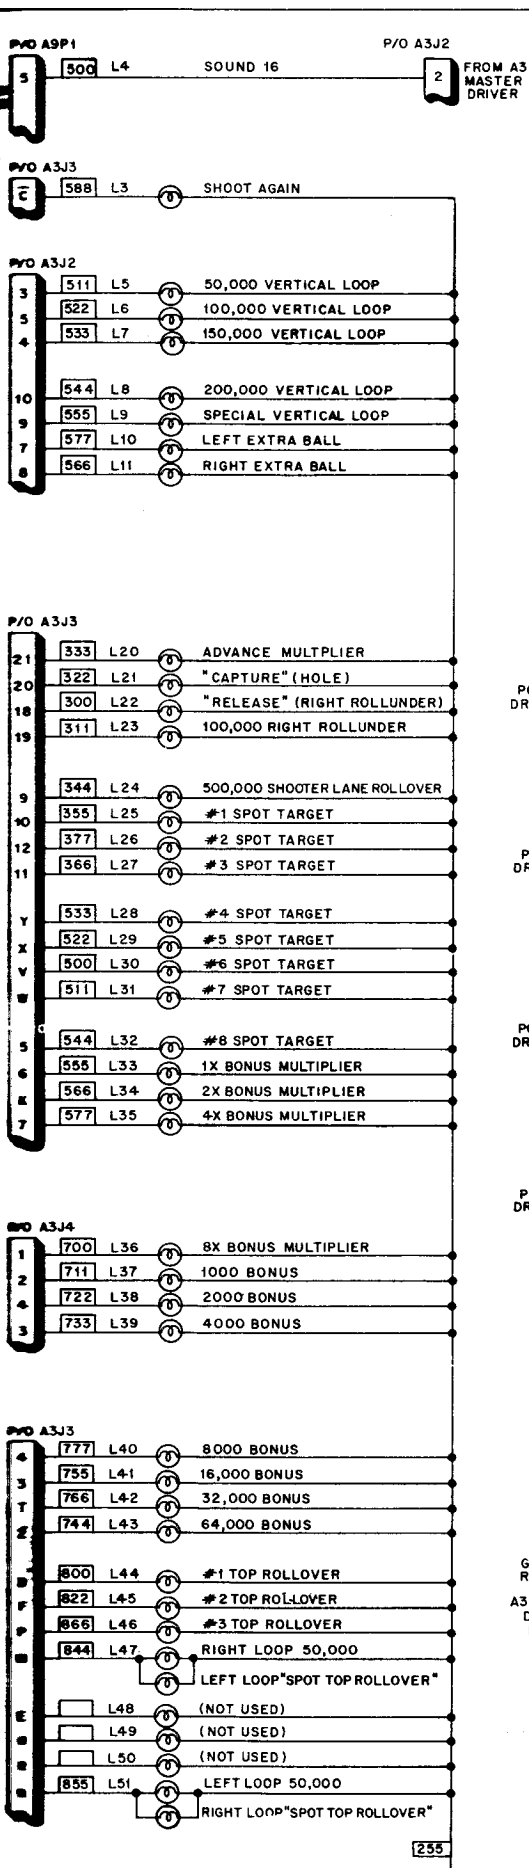 P/O A9P1
P/O A3J2
5 500 L4 SOUND 16 2 FROM A3
MASTER
DRIVER
P/O A3J3
C 588 L3 SHOOT AGAIN
P/O A3J2
3 511 L5 50,000 VERTICAL LOOP
5 522 L6 100,000 VERTICAL LOOP
4 533 L7 150,000 VERTICAL LOOP
10 544 L8 200,000 VERTICAL LOOP
9 555 L9 SPECIAL VERTICAL LOOP
7 577 L10 LEFT EXTRA BALL
8 566 L11 RIGHT EXTRA BALL
P/O A3J3
21 333 L20 ADVANCE MULTPLIER
20 322 L21 "CAPTURE" (HOLE)
18 300 L22 "RELEASE" (RIGHT ROLLUNDER)
19 311 L23 100,000 RIGHT ROLLUNDER
9 344 L24 500,000 SHOOTER LANE ROLLOVER
10 355 L25 #1 SPOT TARGET
12 377 L26 #2 SPOT TARGET
11 366 L27 #3 SPOT TARGET
Y 533 L28 #4 SPOT TARGET
X 522 L29 #5 SPOT TARGET
V 500 L30 #6 SPOT TARGET
W 511 L31 #7 SPOT TARGET
5 544 L32 #8 SPOT TARGET
6 555 L33 1X BONUS MULTIPLIER
566 L34 2X BONUS MULTIPLIER
7 577 L35 4X BONUS MULTIPLIER
P/O A3J4
1 700 L36 8X BONUS MULTIPLIER
2 711 L37 1000 BONUS
4 722 L38 2000 BONUS
3 733 L39 4000 BONUS
P/O A3J3
4 777 L40 8000 BONUS
3 755 L41 16,000 BONUS
T 766 L42 32,000 BONUS
Z 744 L43 64,000 BONUS
800 L44 #1 TOP ROLLOVER
F 822 L45 #2 TOP ROLLOVER
P 866 L46 #3 TOP ROLLOVER
844 L47 RIGHT LOOP 50,000
LEFT LOOP "SPOT TOP ROLLOVER"
E L48 (NOT USED)
L49 (NOT USED)
L50 (NOT USED)
855 L51 LEFT LOOP 50,000
RIGHT LOOP "SPOT TOP ROLLOVER"
255